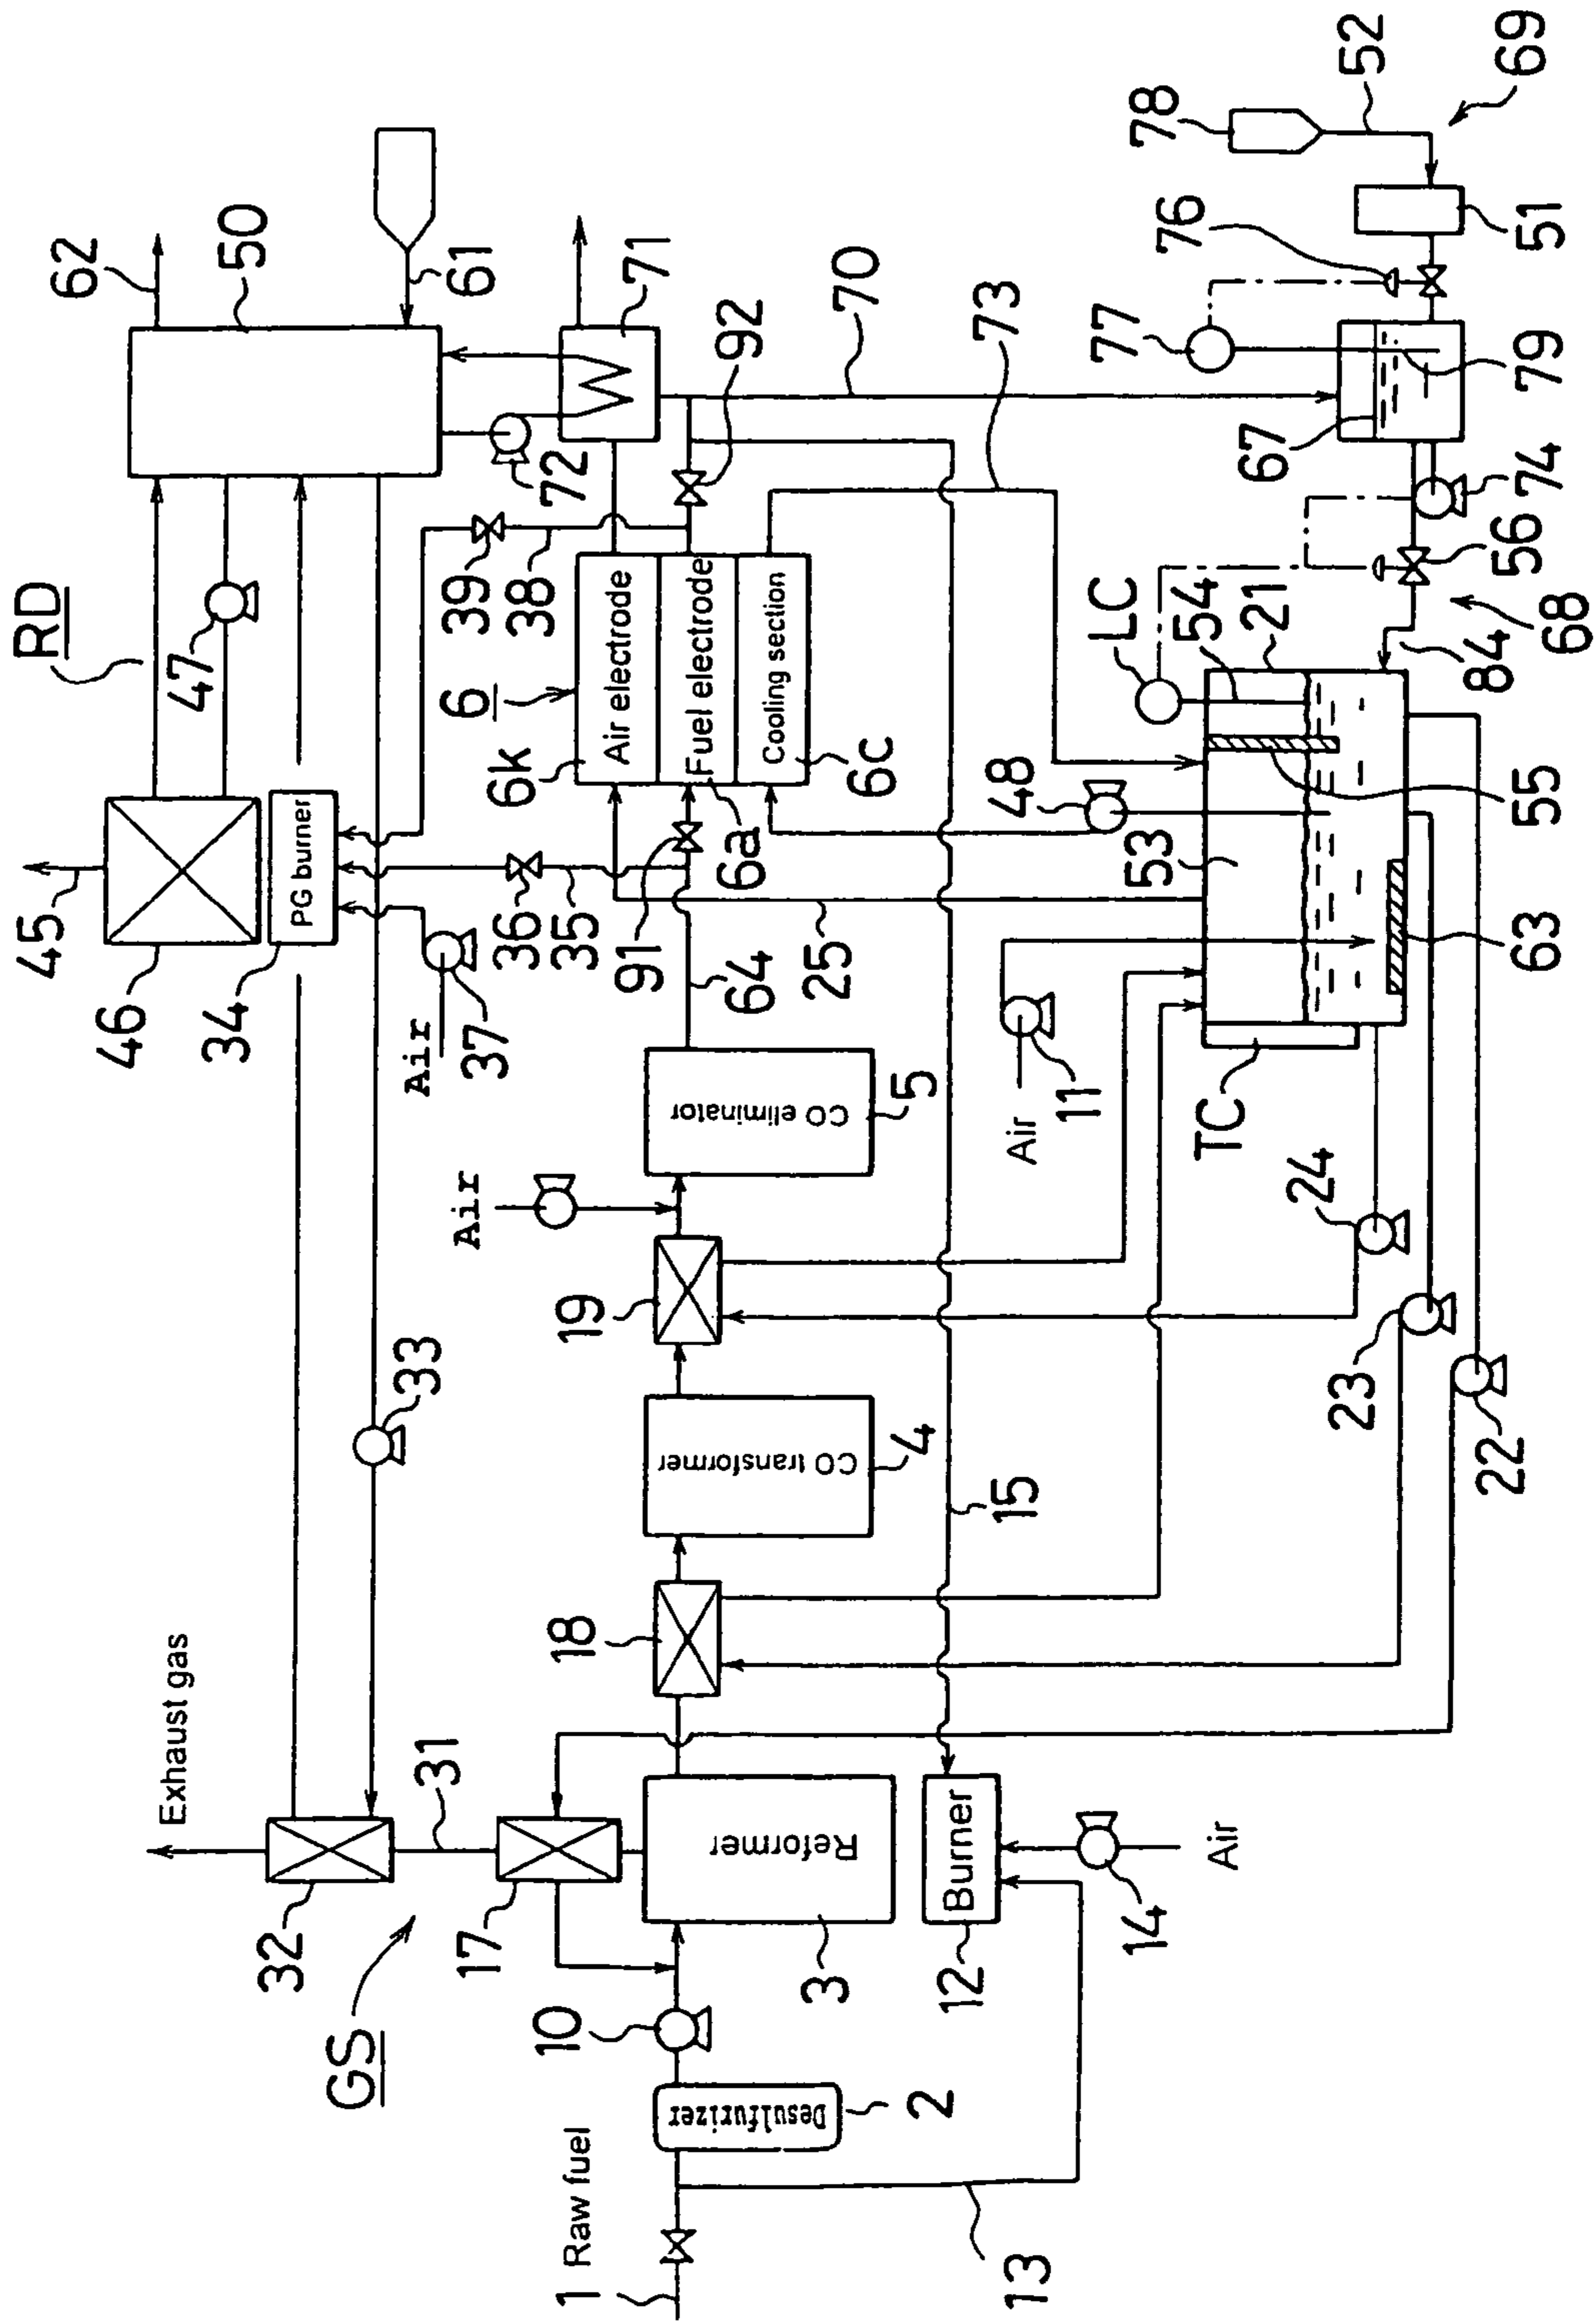 RD
62
50
61
45
46
47
34
PG burner
Air
37
39
38
36
35
72
71
92
70
73
6
6k
Air electrode
Fuel electrode
Cooling section
6a
6c
91
64
25
48
53
LC
54
21
55
63
TC
84
68
56
74
67
77
79
76
78
52
51
69
Air
11
24
23
22
Exhaust gas
32
31
33
GS
17
18
19
Air
CO eliminator
5
CO transformer
4
15
Reformer
3
Burner
12
14
Air
10
Desulfurizer
2
Raw fuel
1
13